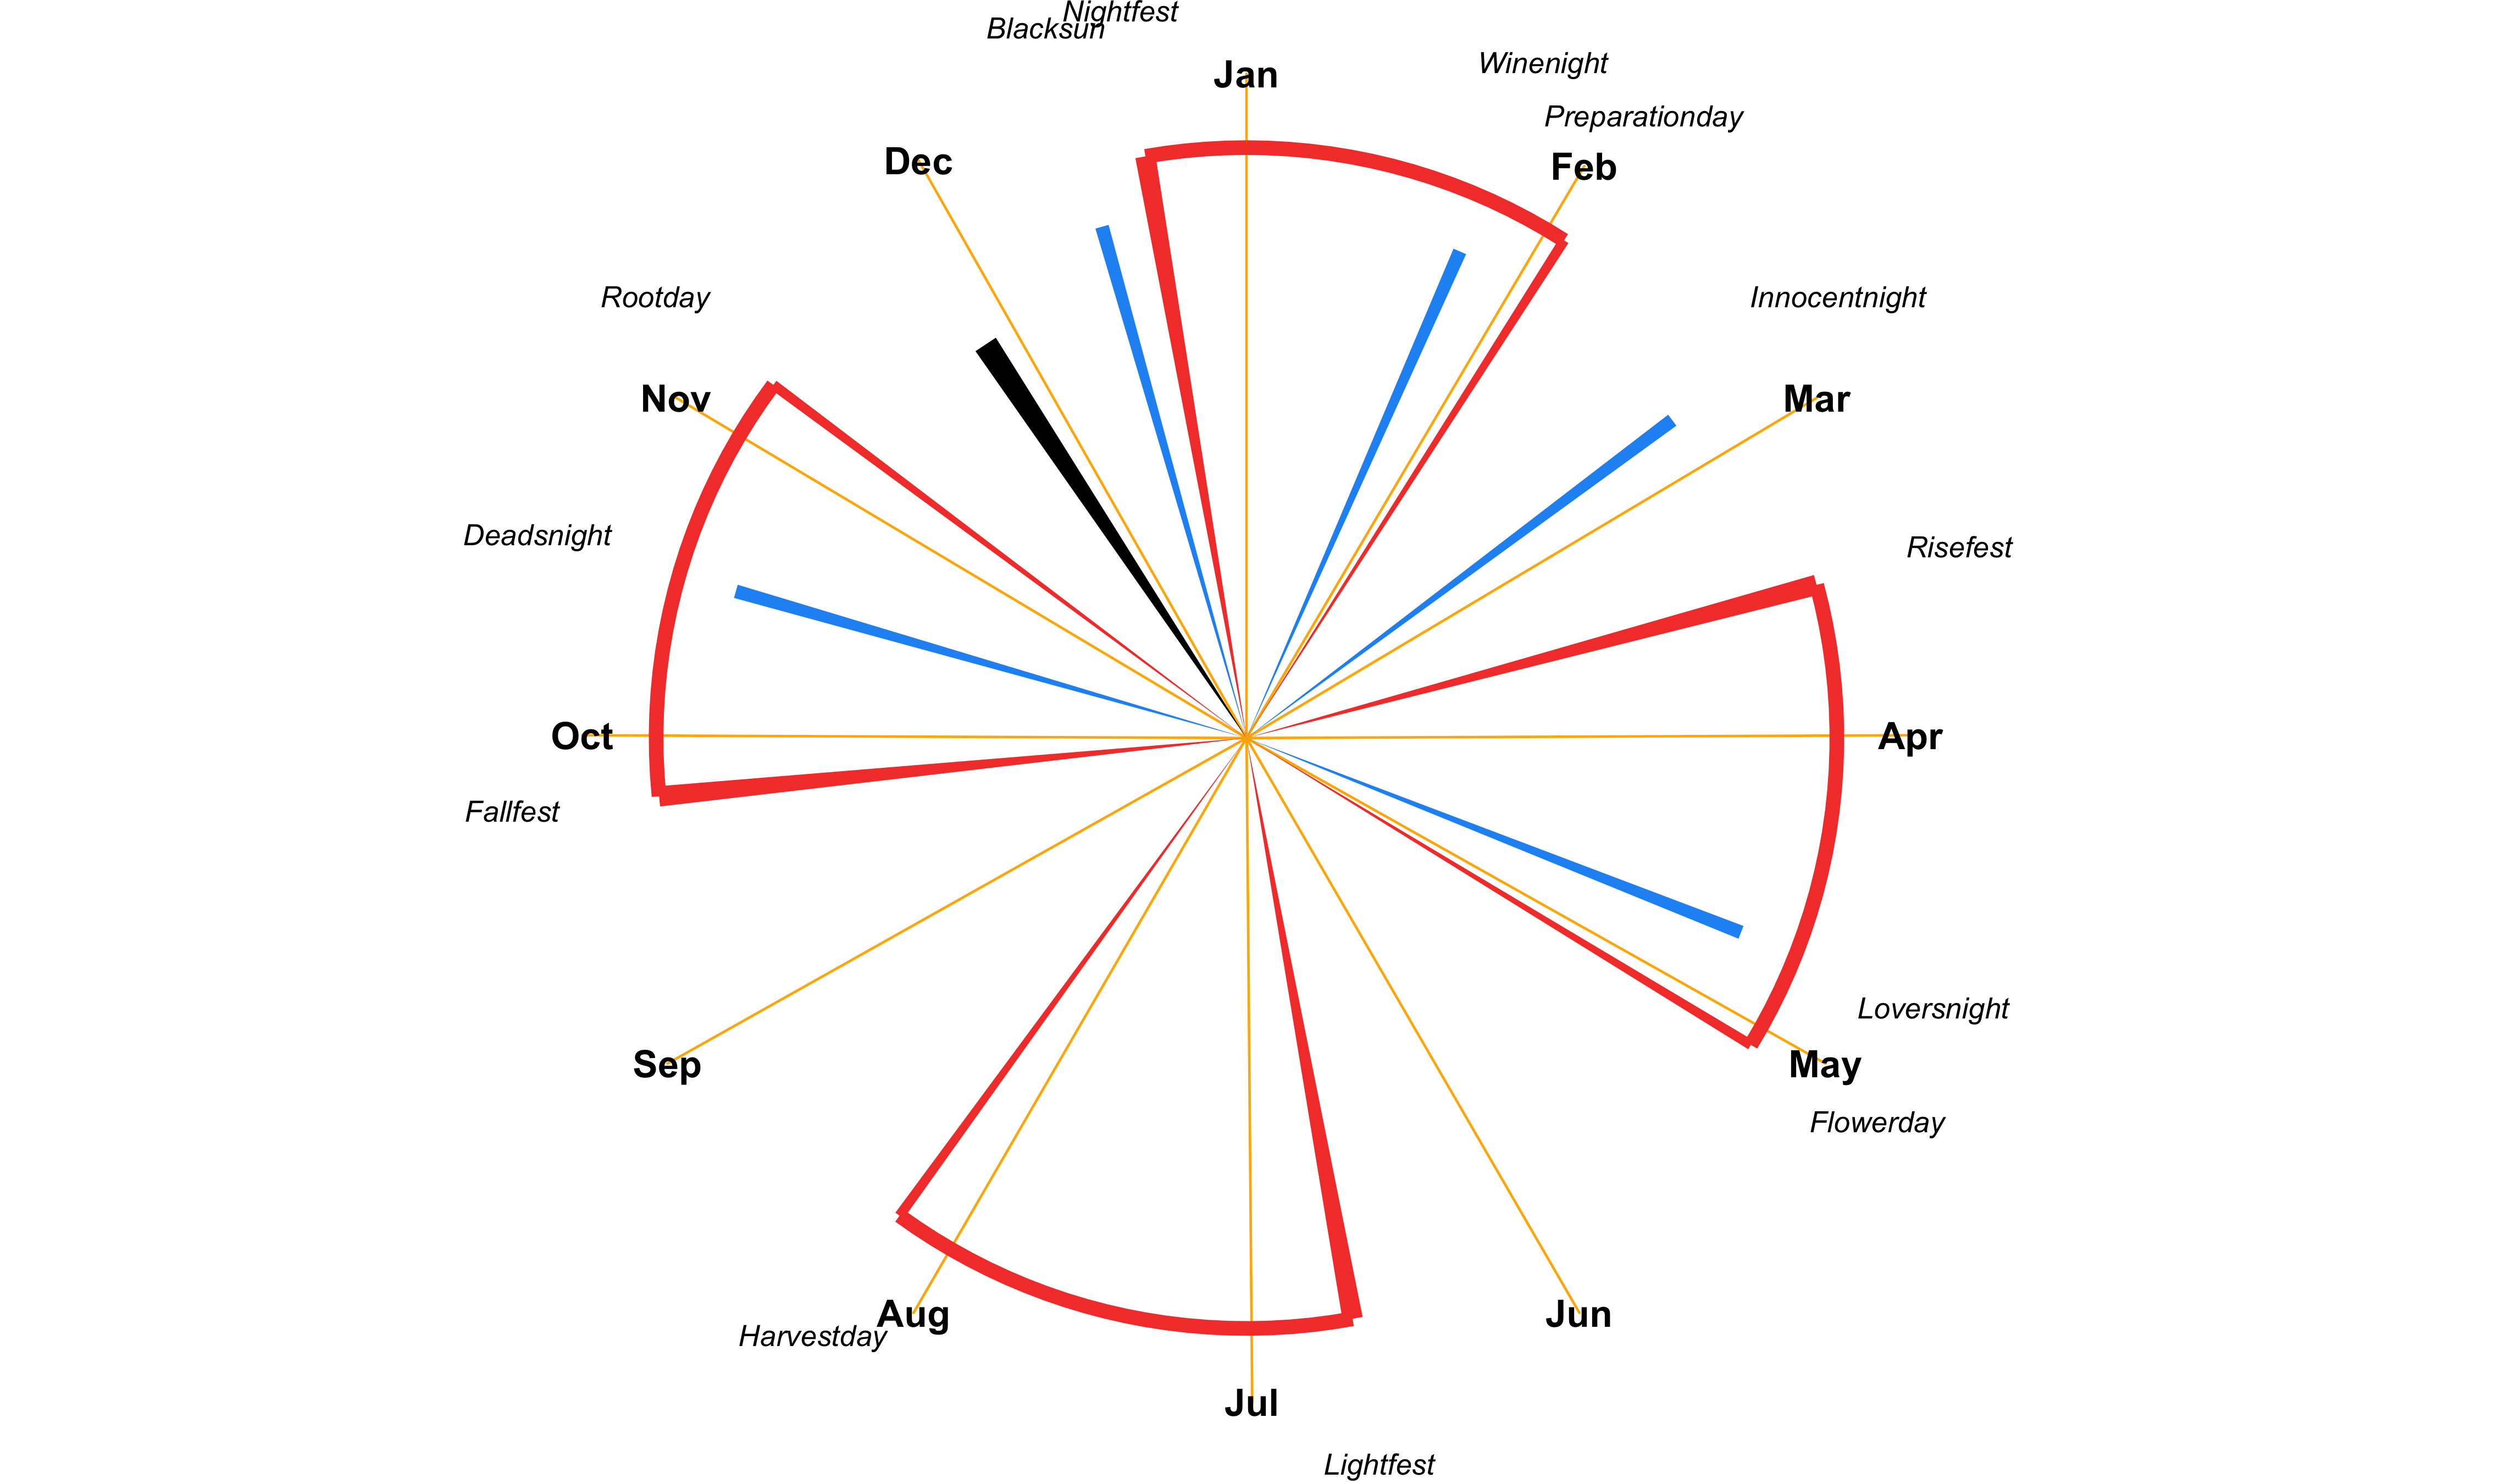 Nightfest
Blacksun
Jan
Winenight
Preparationday
Dec
Feb
Rootday
Innocentnight
Nov
Mar
Deadsnight
Risefest
Oct
Apr
Fallfest
Loversnight
Sep
May
Flowerday
Aug
Jun
Harvestday
Jul
Lightfest